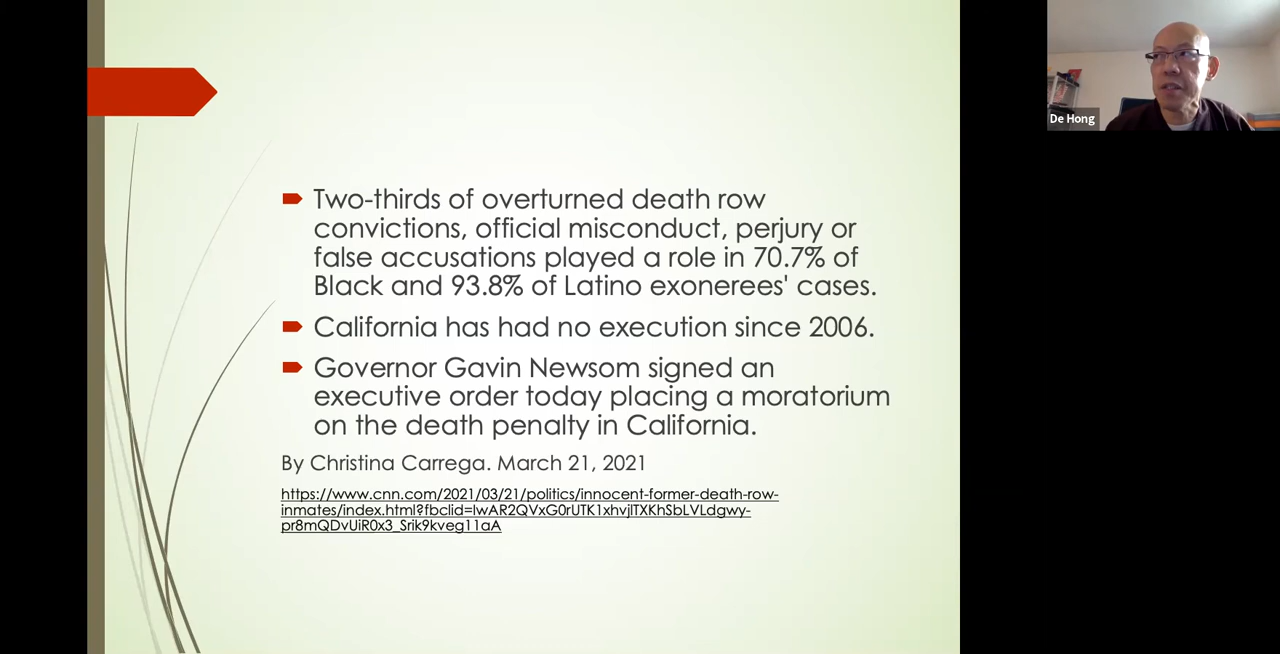 Two-thirds of overturned death row
convictions, official misconduct, perjury or
false accusations played a role in 70.7% of
Black and 93.8% of Latino exonerees' cases.
California has had no execution since 2006.
Governor Gavin Newsom signed an
executive order today placing a moratorium
on the death penalty in California.
By Christina Carrega. March 21, 2021
https://www.cnn.com/2021/03/21/politics/innocent-former-death-row-
inmates/index.html?fbclid=IwAR2QVxG0rUTK1xhvjlTXKhSbLVLdgwy-
pr8mQDvUiR0x3_Srik9kveg11aA
De Hong